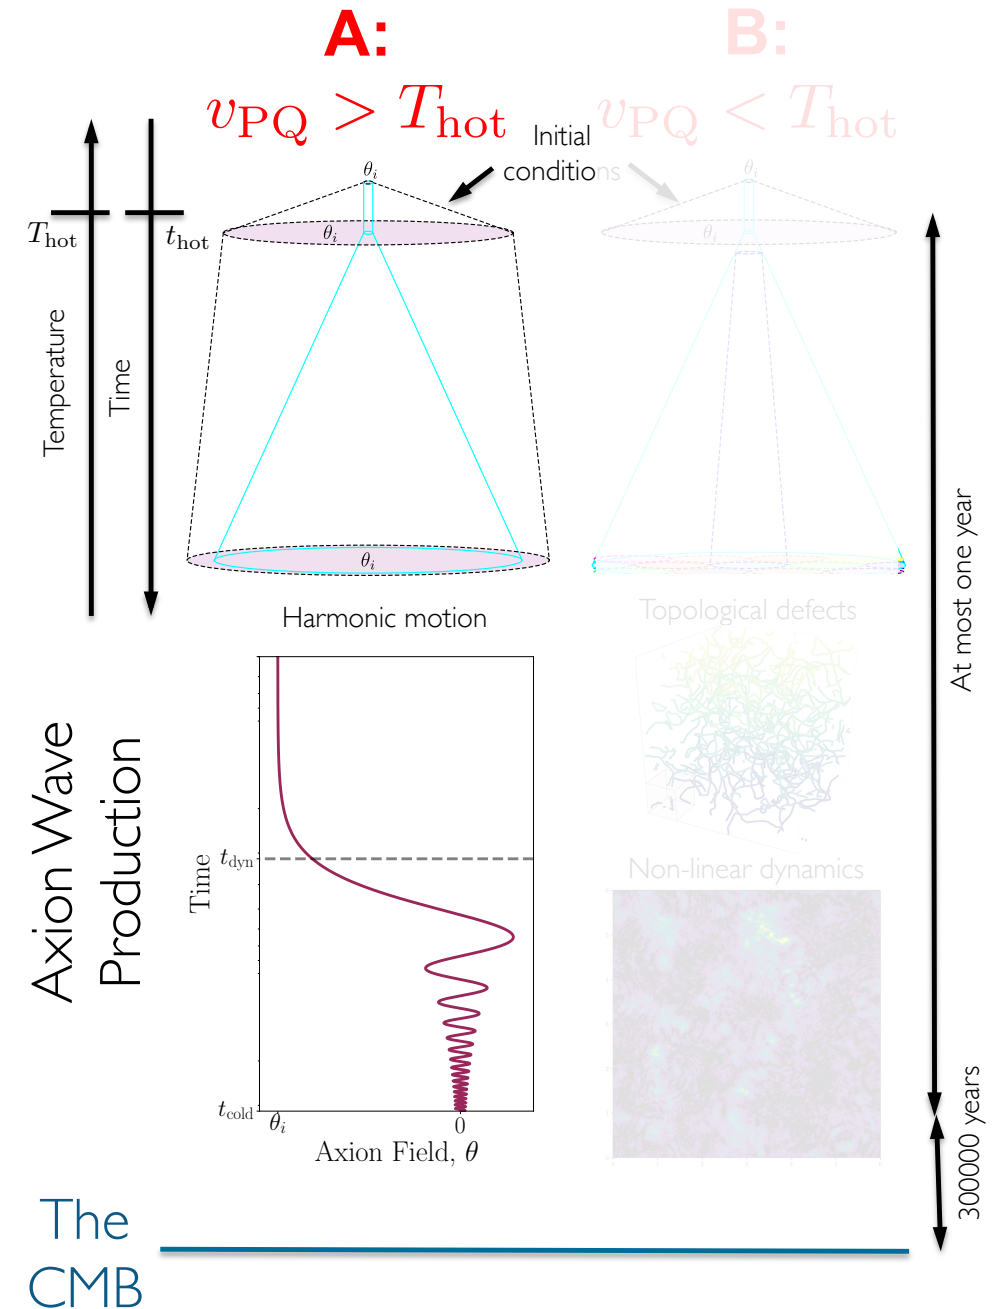 A:
B:
v_PQ > T_hot
v_PQ < T_hot
Initial
conditions
θ_i
θ_i
T_hot
t_hot
θ_i
θ_i
Temperature
Time
At most one year
θ_i
Harmonic motion
Topological defects
Axion Wave
Production
Time
t_dyn
Non-linear dynamics
t_cold
θ_i
0
Axion Field, θ
300000 years
The
CMB